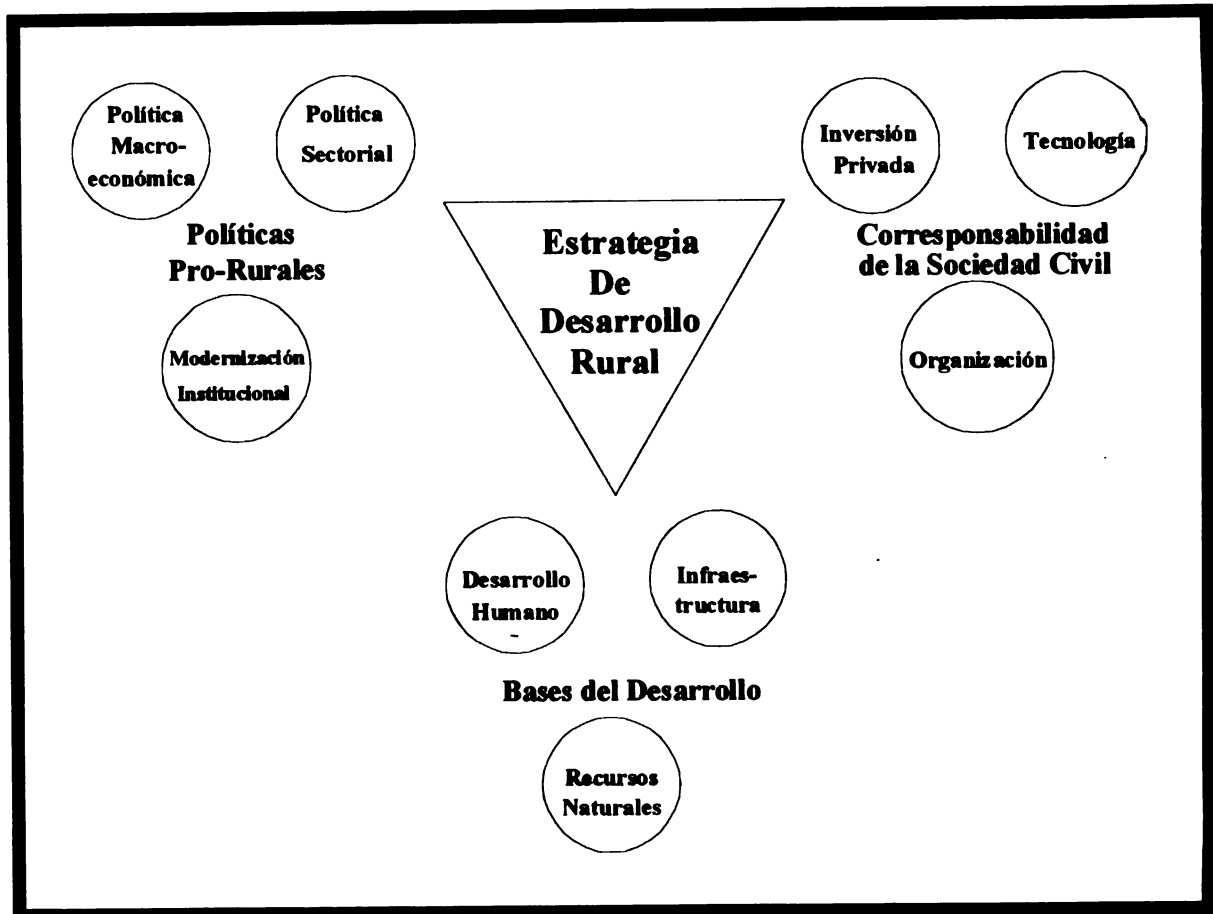 Política
Macro-
económica
Política
Sectorial
Políticas
Pro-Rurales
Modernización
Institucional
Estrategia
De
Desarrollo
Rural
Inversión
Privada
Tecnología
Corresponsabilidad
de la Sociedad Civil
Organización
Desarrollo
Humano
Infraes-
tructura
Bases del Desarrollo
Recursos
Naturales